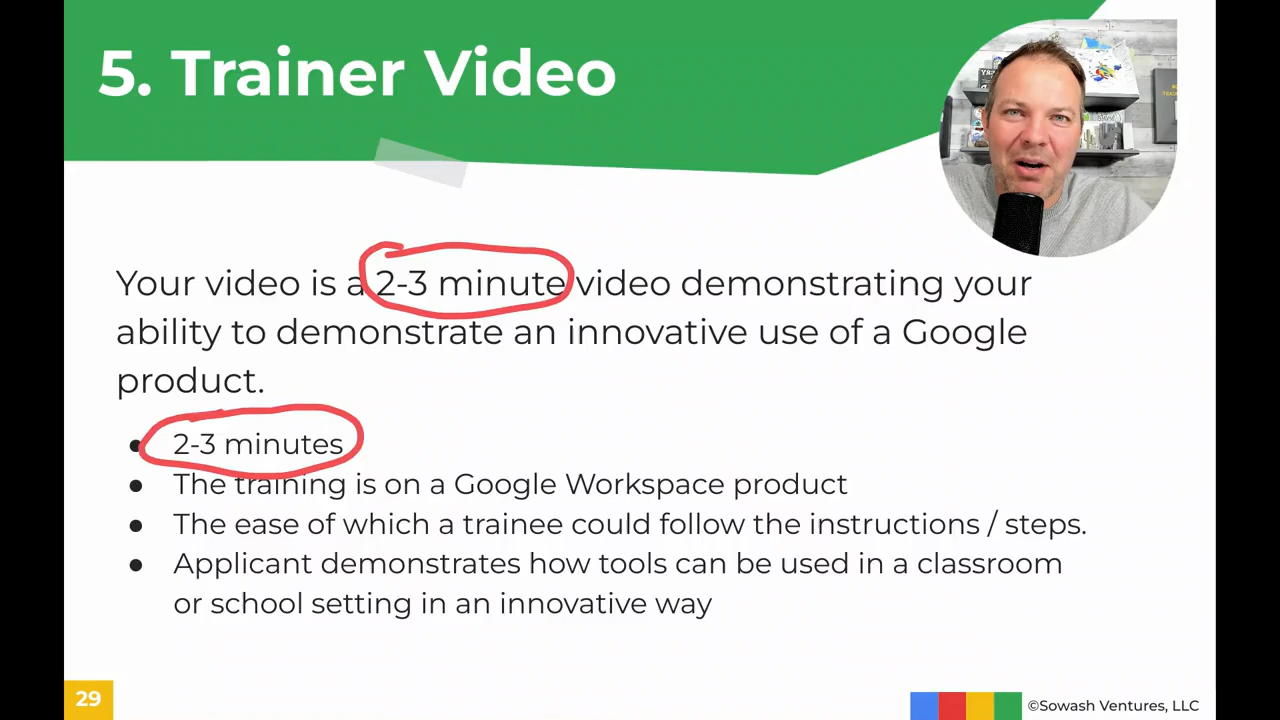 5. Trainer Video
Your video is a 2-3 minute video demonstrating your
ability to demonstrate an innovative use of a Google
product.
● 2-3 minutes
● The training is on a Google Workspace product
● The ease of which a trainee could follow the instructions / steps.
● Applicant demonstrates how tools can be used in a classroom
or school setting in an innovative way
29
©Sowash Ventures, LLC